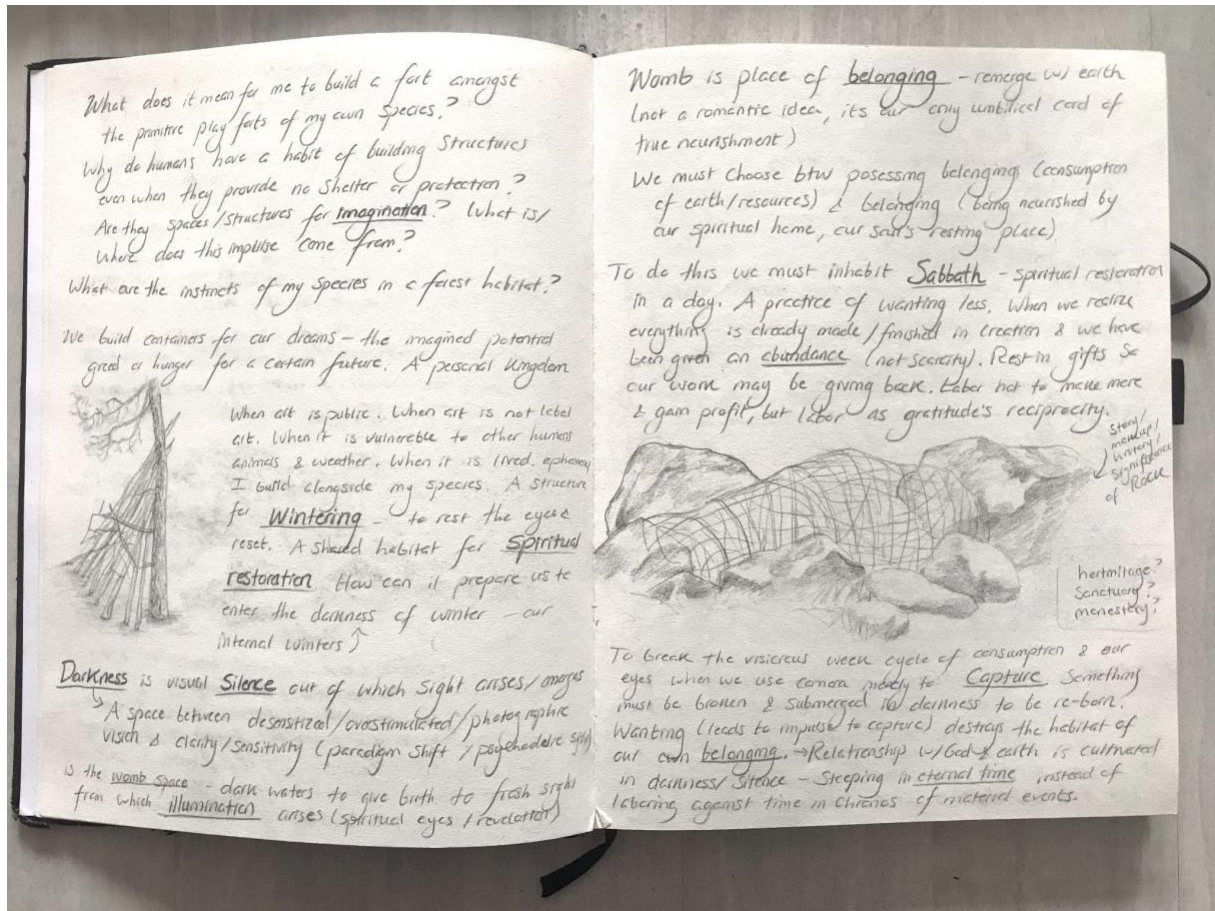 What does it mean for me to build a fort amongst
the primitive play forts of my own species?
Why do humans have a habit of building structures
even when they provide no shelter or protection?
Are they spaces/structures for imagination? What is/
where does this impulse come from?
What are the instincts of my species in a forest habitat?
We build containers for our dreams – the imagined potential
greed or hunger for a certain future. A personal kingdom
When art is public. When art is not label
art. When it is vulnerable to other humans
animals & weather. When it is lived, ephemeral
I build alongside my species. A structure
for Wintering – to rest the eyes &
reset. A shared habitat for Spiritual
restoration How can it prepare us to
enter the darkness of winter our
internal winters
Darkness is visual Silence out of which Sight arises/emerges
A space between desensitized/overstimulated/photographic
vision & clarity/sensitivity (paradigm shift / psychedelic
is the womb space – dark waters to give birth to fresh sight
from which illumination arises (spiritual eyes / revelation)
Womb is place of belonging – remerge w/ earth
(not a romantic idea, its our only umbilical cord of
true nourishment)
We must choose btw posessing belongings (consumption
of earth/resources) & belonging (being nourished by
our spiritual home, our soul's resting place).
To do this we must inhabit Sabbath – spiritual restoration
in a day. A practice of wanting less. When we realize
everything is already made/finished in creation & we have
been given an abundance (not scarcity). Rest in gifts so
our work may be giving back. Labor not to make more
& gain profit, but labor as gratitude's reciprocity.
Story/
history/
significance
of Rock
hertmitage?
Sanctuary?
monestery?
To break the visicreus week cycle of consumption & our
eyes when we use camera merely to Capture Something
must be broken & submerged in darkness to be re-born.
Wanting (leads to impulse to capture) destroys the habitat of
our own belonging. → Relationship w/God & earth is cultivated
in darkness/silence – Steeping in eternal time instead of
laboring against time in Chronos of material events.